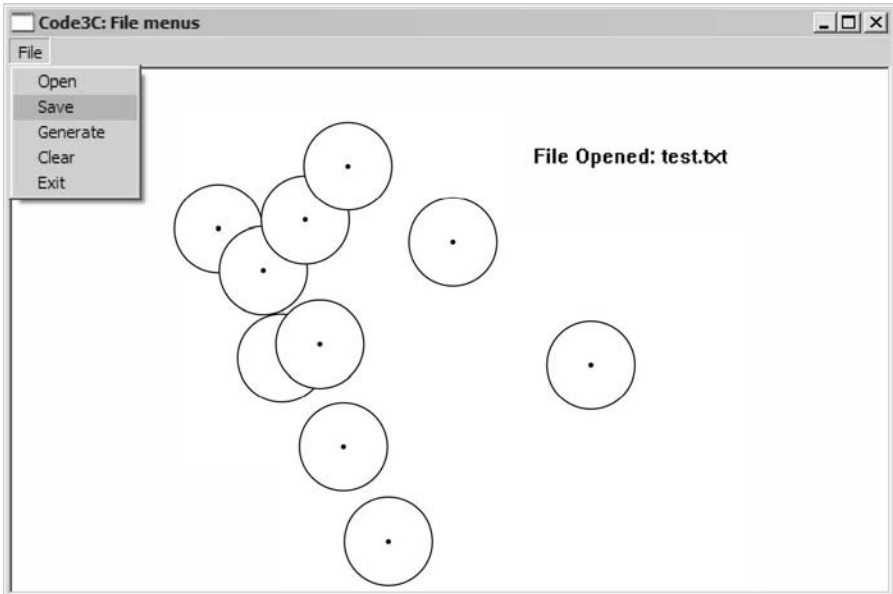 Code3C: File menus
File
Open
Save
Generate
Clear
Exit
File Opened: test.txt